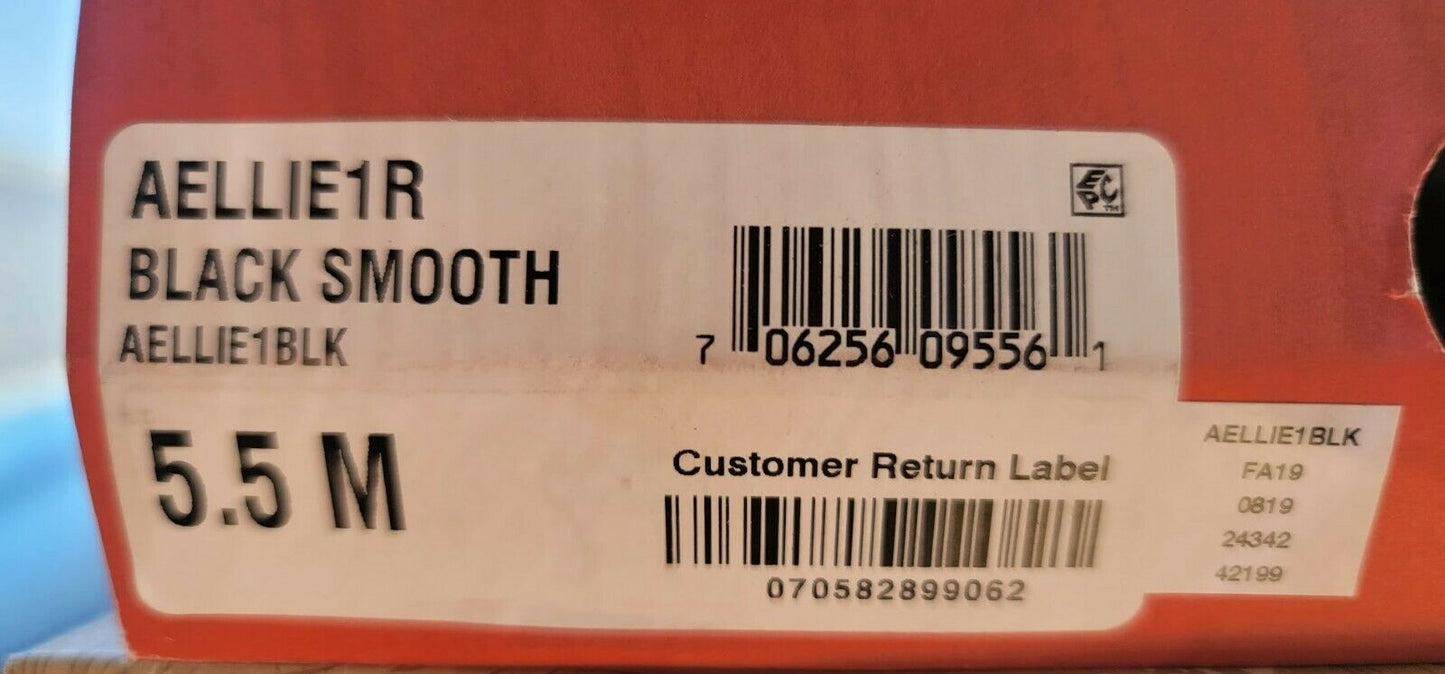 AELLIE1R
BLACK SMOOTH
AELLIE1BLK
5.5 M
EPC™
7 06256 09556 1
Customer Return Label
070582899062
AELLIE1BLK
FA19
0819
24342
42199